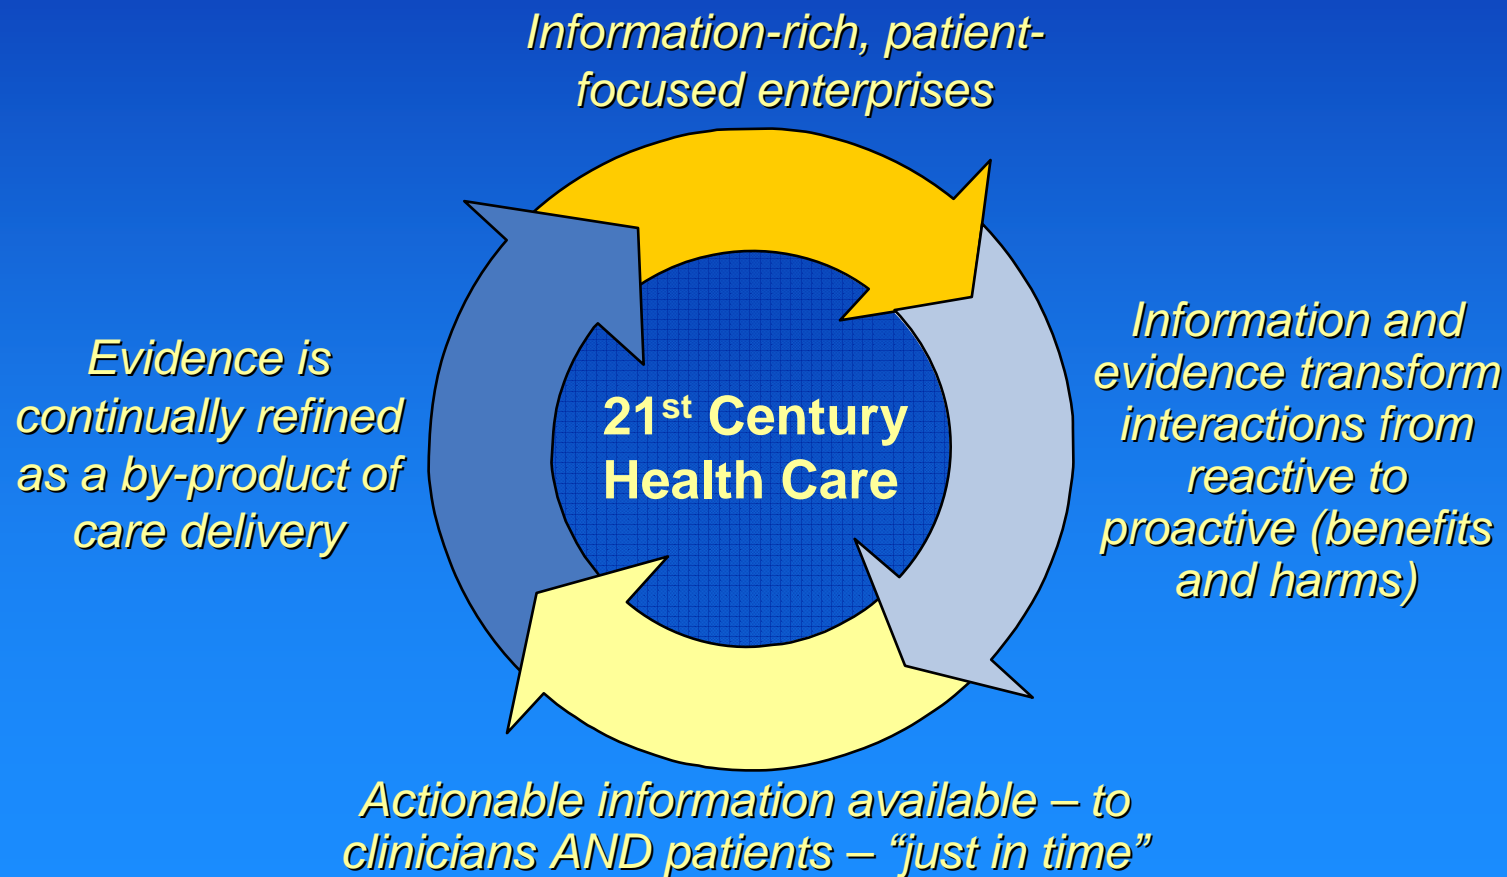 Information-rich, patient-
focused enterprises
Information and
evidence transform
interactions from
reactive to
proactive (benefits
and harms)
Actionable information available – to
clinicians AND patients – “just in time”
Evidence is
continually refined
as a by-product of
care delivery
21st Century
Health Care